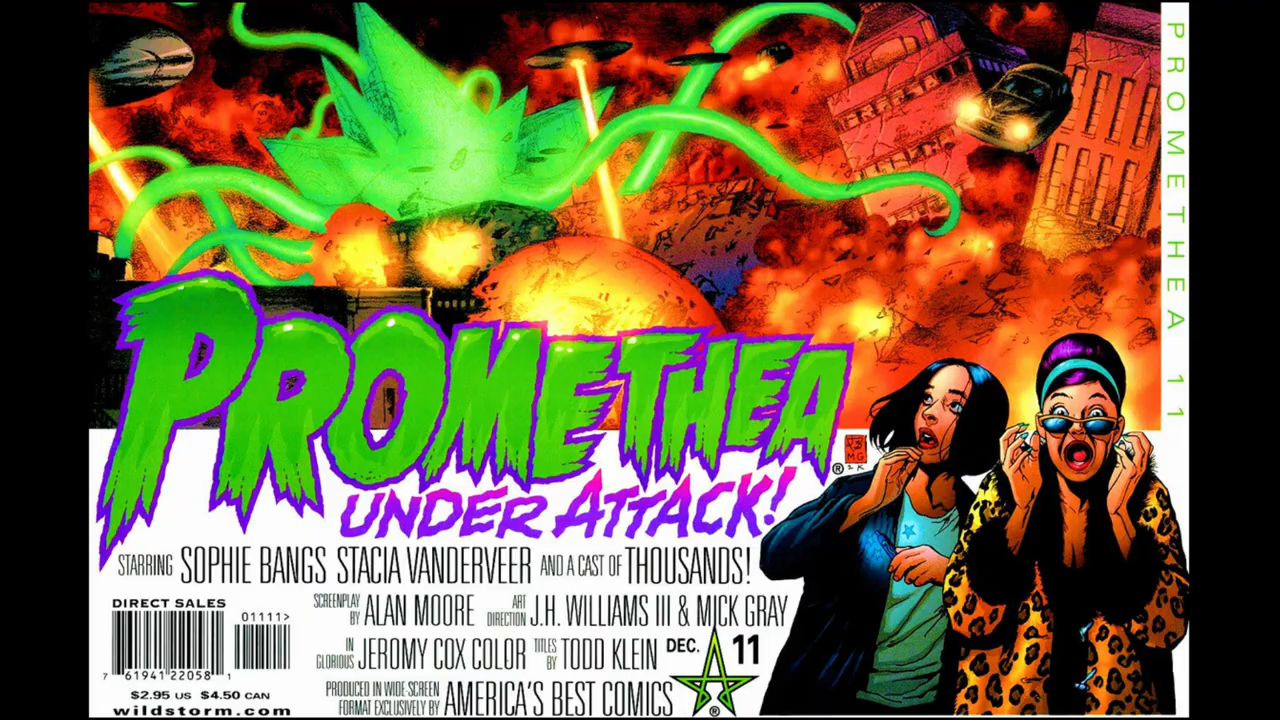 PROMETHEA 11
PROMETHEA®
UNDER ATTACK!
STARRING SOPHIE BANGS STACIA VANDERVEER AND A CAST OF THOUSANDS!
SCREENPLAY BY ALAN MOORE ART DIRECTION J.H. WILLIAMS III & MICK GRAY
IN GLORIOUS JEROMY COX COLOR TITLES BY TODD KLEIN
PRODUCED IN WIDE-SCREEN FORMAT EXCLUSIVELY BY AMERICA'S BEST COMICS
DEC. 11
®
DIRECT SALES
01111>
7 61941 22058 1
$2.95 US $4.50 CAN
wildstorm.com
MG
2K